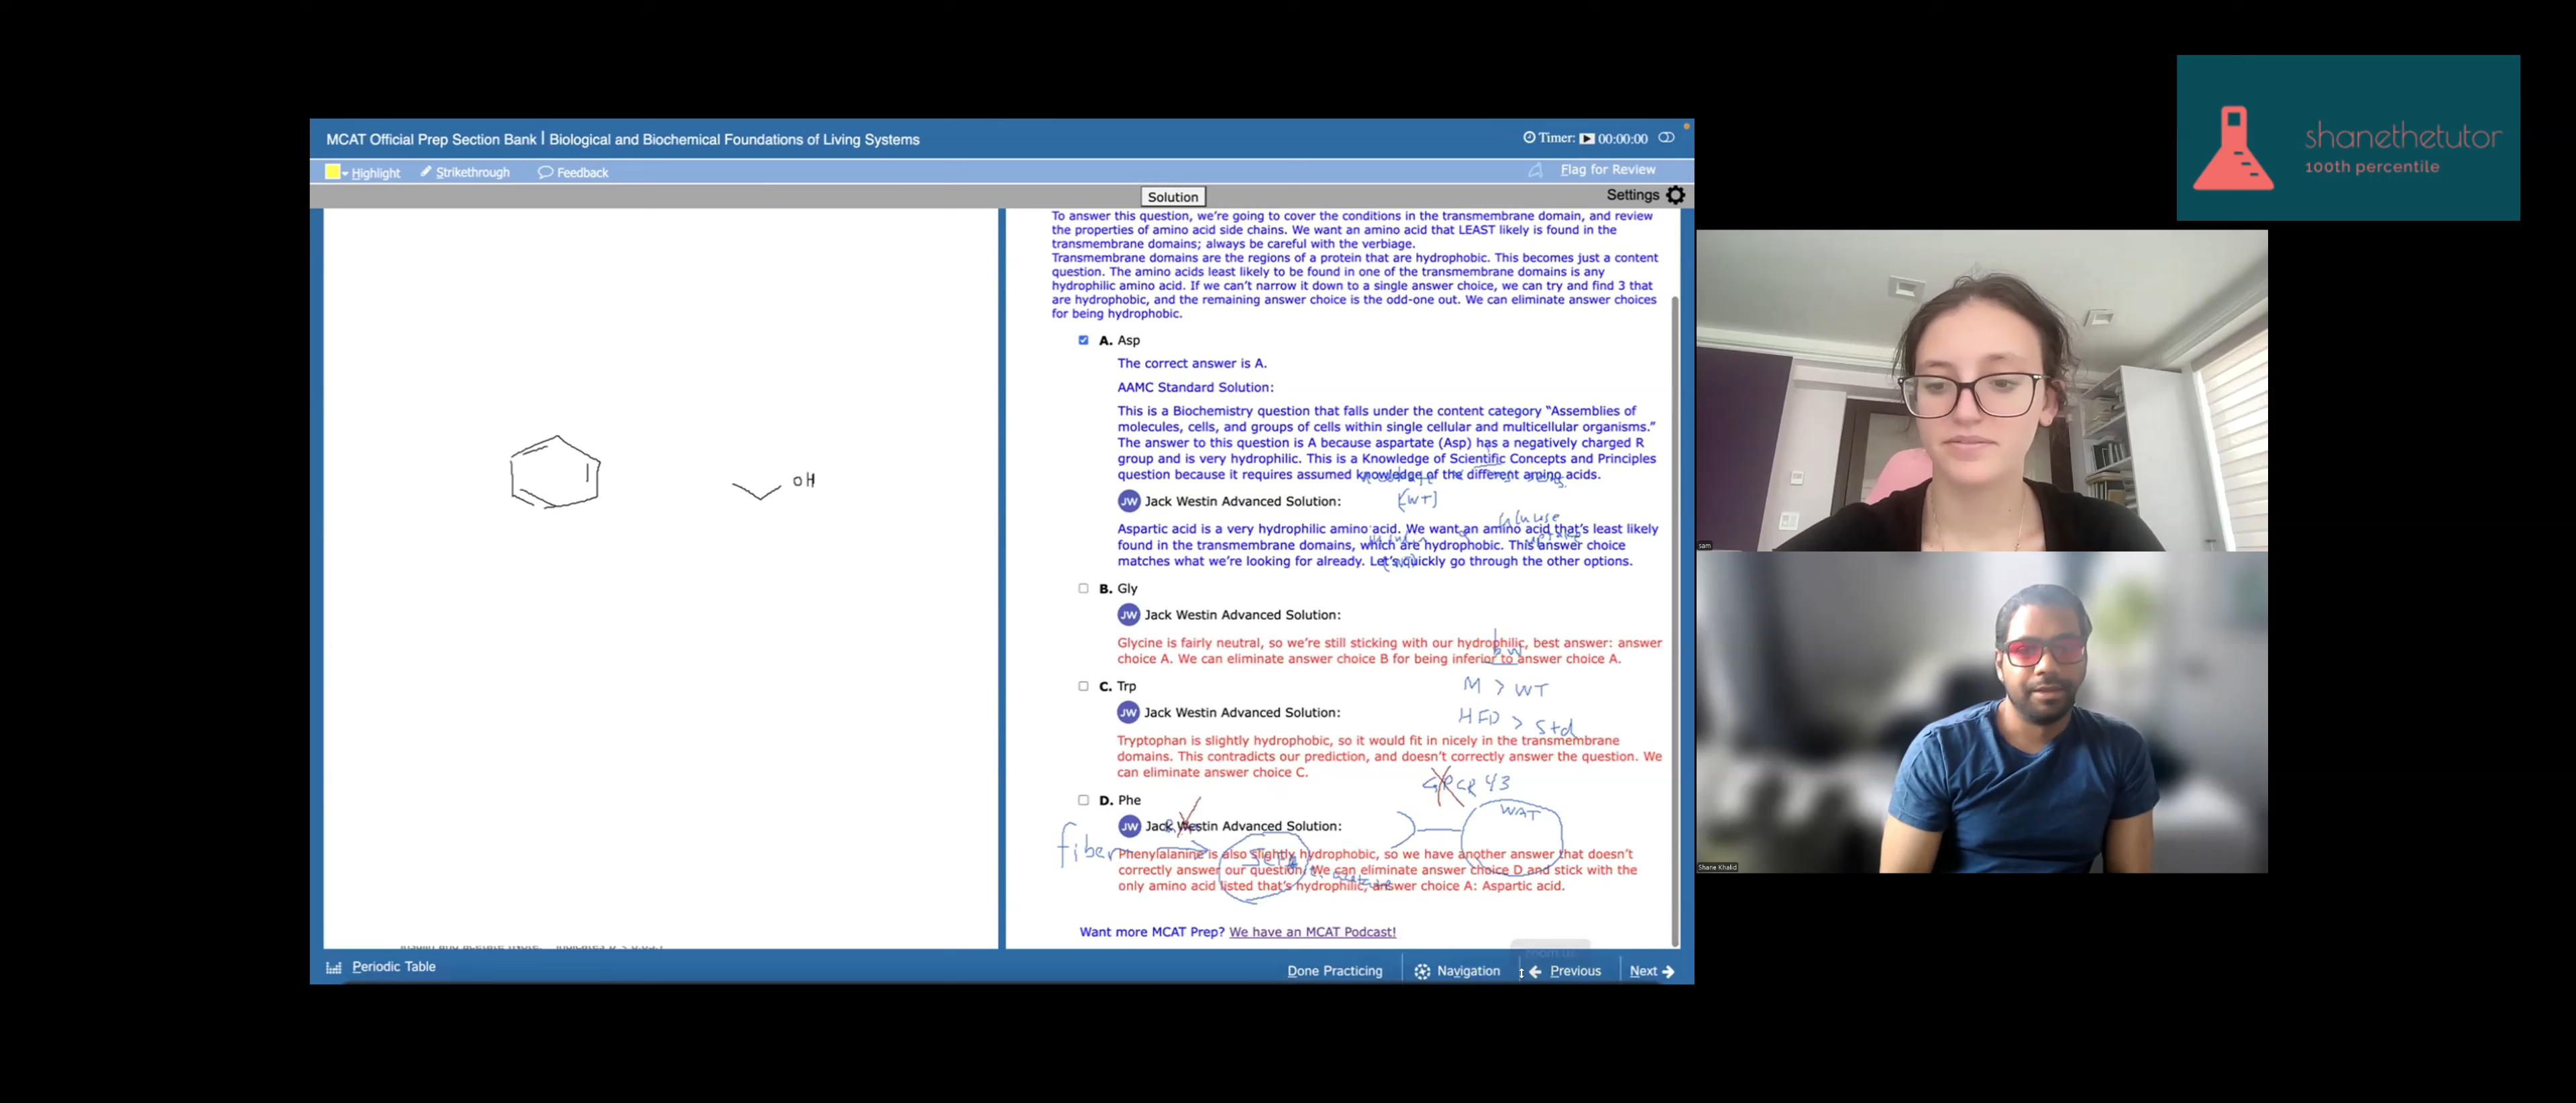 shanethetutor
100th percentile
MCAT Official Prep Section Bank | Biological and Biochemical Foundations of Living Systems
Timer: 00:00:00
Highlight
Strikethrough
Feedback
Flag for Review
Solution
Settings
OH
To answer this question, we're going to cover the conditions in the transmembrane domain, and review
the properties of amino acid side chains. We want an amino acid that LEAST likely is found in the
transmembrane domains; always be careful with the verbiage.
Transmembrane domains are the regions of a protein that are hydrophobic. This becomes just a content
question. The amino acids least likely to be found in one of the transmembrane domains is any
hydrophilic amino acid. If we can't narrow it down to a single answer choice, we can try and find 3 that
are hydrophobic, and the remaining answer choice is the odd-one out. We can eliminate answer choices
for being hydrophobic.
A. Asp
The correct answer is A.
AAMC Standard Solution:
This is a Biochemistry question that falls under the content category "Assemblies of
molecules, cells, and groups of cells within single cellular and multicellular organisms."
The answer to this question is A because aspartate (Asp) has a negatively charged R
group and is very hydrophilic. This is a Knowledge of Scientific Concepts and Principles
question because it requires assumed knowledge of the different amino acids.
JW Jack Westin Advanced Solution:
(WT)
Aspartic acid is a very hydrophilic amino acid. We want an amino acid that's least likely
found in the transmembrane domains, which are hydrophobic. This answer choice
matches what we're looking for already. Let's quickly go through the other options.
uptake
B. Gly
JW Jack Westin Advanced Solution:
Glycine is fairly neutral, so we're still sticking with our hydrophilic, best answer: answer
choice A. We can eliminate answer choice B for being inferior to answer choice A.
bw
M > WT
HFD > Std
C. Trp
JW Jack Westin Advanced Solution:
Tryptophan is slightly hydrophobic, so it would fit in nicely in the transmembrane
domains. This contradicts our prediction, and doesn't correctly answer the question. We
can eliminate answer choice C.
GPCR 43
WAT
D. Phe
JW Jack Westin Advanced Solution:
fiber
Phenylalanine is also slightly hydrophobic, so we have another answer that doesn't
correctly answer our question. We can eliminate answer choice D and stick with the
only amino acid listed that's hydrophilic, answer choice A: Aspartic acid.
Want more MCAT Prep? We have an MCAT Podcast!
Periodic Table
Done Practicing
Navigation
Previous
Next
sam
Shane Khalid